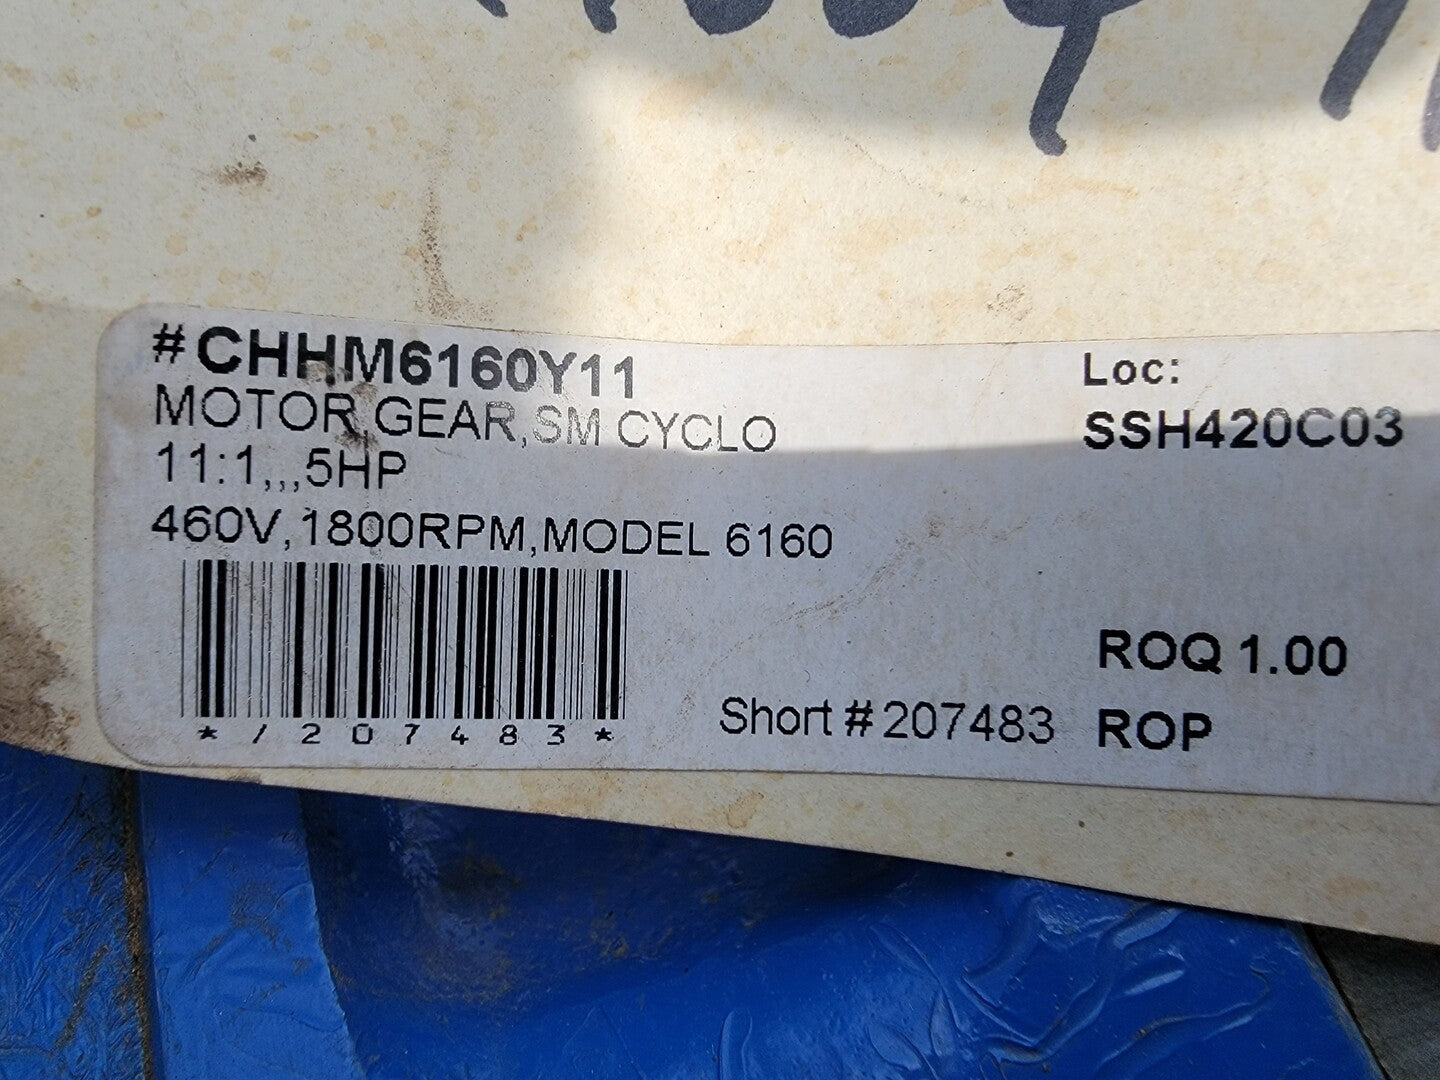 #CHHM6160Y11
MOTOR GEAR,SM CYCLO
11:1,,,5HP
460V,1800RPM,MODEL 6160
*/207483*
Short #207483
Loc:
SSH420C03
ROQ 1.00
ROP